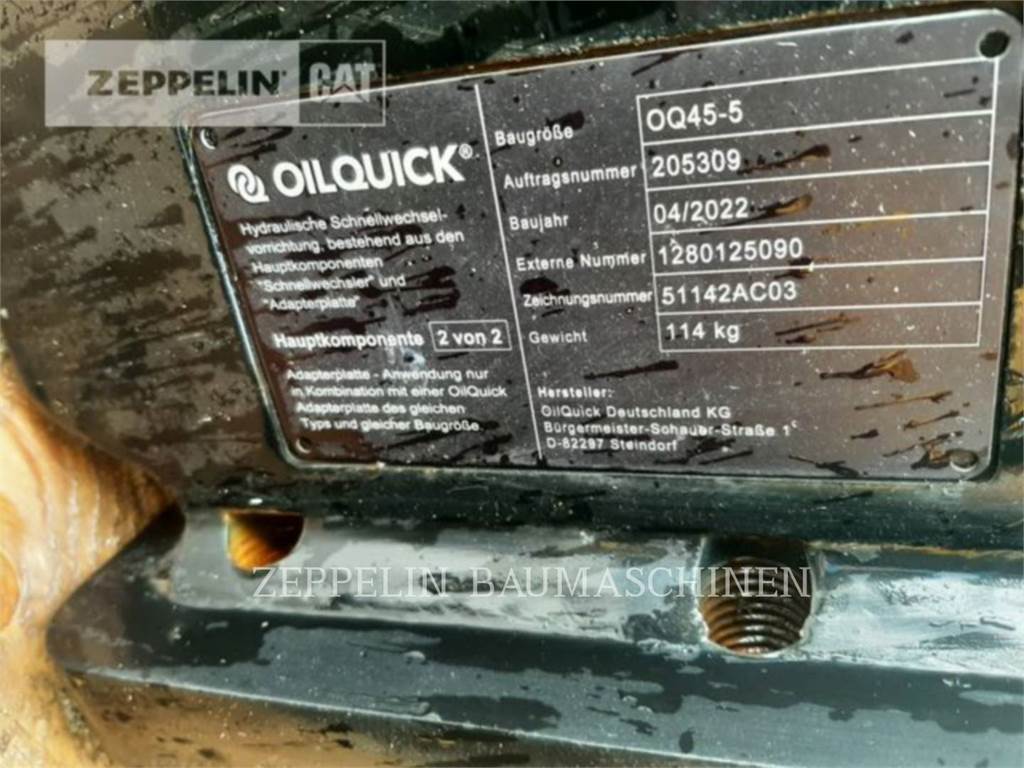 ZEPPELIN CAT
OILQUICK®
Hydraulische Schnellwechsel-
vorrichtung, bestehend aus den
Hauptkomponenten
"Schnellwechsler" und
"Adapterplatte"
Hauptkomponente 2 von 2
Adapterplatte - Anwendung nur
in Kombination mit einer OilQuick
Adapterplatte des gleichen
Typs und gleicher Baugröße.
Baugröße OQ45-5
Auftragsnummer 205309
Baujahr 04/2022
Externe Nummer 1280125090
Zeichnungsnummer 51142AC03
Gewicht 114 kg
Hersteller:
OilQuick Deutschland KG
Bürgermeister-Schauer-Straße 1
D-82297 Steindorf
ZEPPELIN BAUMASCHINEN